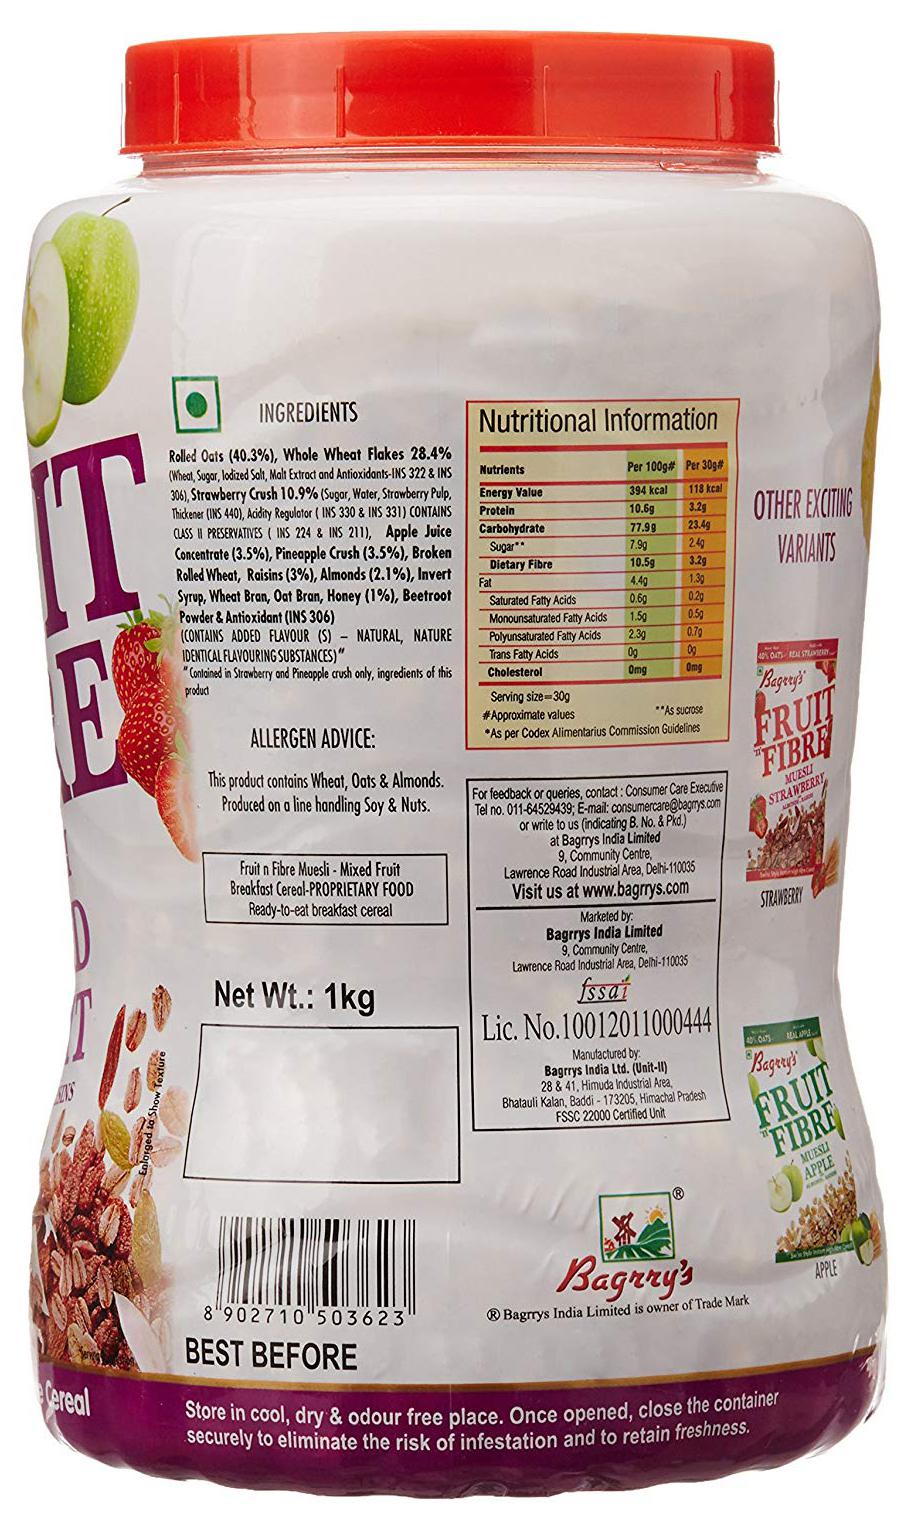 INGREDIENTS
Rolled Oats (40.3%), Whole Wheat Flakes 28.4%
(Wheat, Sugar, Iodized Salt, Malt Extract and Antioxidants-INS 322 & INS
306), Strawberry Crush 10.9% (Sugar, Water, Strawberry Pulp,
Thickener (INS 440), Acidity Regulator ( INS 330 & INS 331) CONTAINS
CLASS II PRESERVATIVES ( INS 224 & INS 211), Apple Juice
Concentrate (3.5%), Pineapple Crush (3.5%), Broken
Rolled Wheat, Raisins (3%), Almonds (2.1%), Invert
Syrup, Wheat Bran, Oat Bran, Honey (1%), Beetroot
Powder & Antioxidant (INS 306)
(CONTAINS ADDED FLAVOUR (S) – NATURAL, NATURE
IDENTICAL FLAVOURING SUBSTANCES)"
"Contained in Strawberry and Pineapple crush only, ingredients of this
product
ALLERGEN ADVICE:
This product contains Wheat, Oats & Almonds.
Produced on a line handling Soy & Nuts.
Fruit n Fibre Muesli - Mixed Fruit
Breakfast Cereal-PROPRIETARY FOOD
Ready-to-eat breakfast cereal
Net Wt.: 1kg
Enlarged to Show Texture
8 902710 503623
BEST BEFORE
Nutritional Information
Nutrients Per 100g# Per 30g#
Energy Value 394 kcal 118 kcal
Protein 10.6g 3.2g
Carbohydrate 77.9g 23.4g
Sugar** 7.9g 2.4g
Dietary Fibre 10.5g 3.2g
Fat 4.4g 1.3g
Saturated Fatty Acids 0.6g 0.2g
Monounsaturated Fatty Acids 1.5g 0.5g
Polyunsaturated Fatty Acids 2.3g 0.7g
Trans Fatty Acids 0g 0g
Cholesterol 0mg 0mg
Serving size=30g
#Approximate values **As sucrose
*As per Codex Alimentarius Commission Guidelines
For feedback or queries, contact : Consumer Care Executive
Tel no. 011-64529439; E-mail: consumercare@bagrrys.com
or write to us (indicating B. No. & Pkd.)
at Bagrrys India Limited
9, Community Centre,
Lawrence Road Industrial Area, Delhi-110035
Visit us at www.bagrrys.com
Marketed by:
Bagrrys India Limited
9, Community Centre,
Lawrence Road Industrial Area, Delhi-110035
fssai
Lic. No.10012011000444
Manufactured by:
Bagrrys India Ltd. (Unit-II)
28 & 41, Himuda Industrial Area,
Bhatauli Kalan, Baddi - 173205, Himachal Pradesh
FSSC 22000 Certified Unit
®
Bagrry's
® Bagrrys India Limited is owner of Trade Mark
OTHER EXCITING
VARIANTS
40% OATS REAL STRAWBERRY
Bagrry's
FRUIT
'n'
FIBRE
MUESLI
STRAWBERRY
STRAWBERRY
40% OATS REAL APPLE
Bagrry's
FRUIT
'n'
FIBRE
MUESLI
APPLE
APPLE
Cereal
Store in cool, dry & odour free place. Once opened, close the container
securely to eliminate the risk of infestation and to retain freshness.